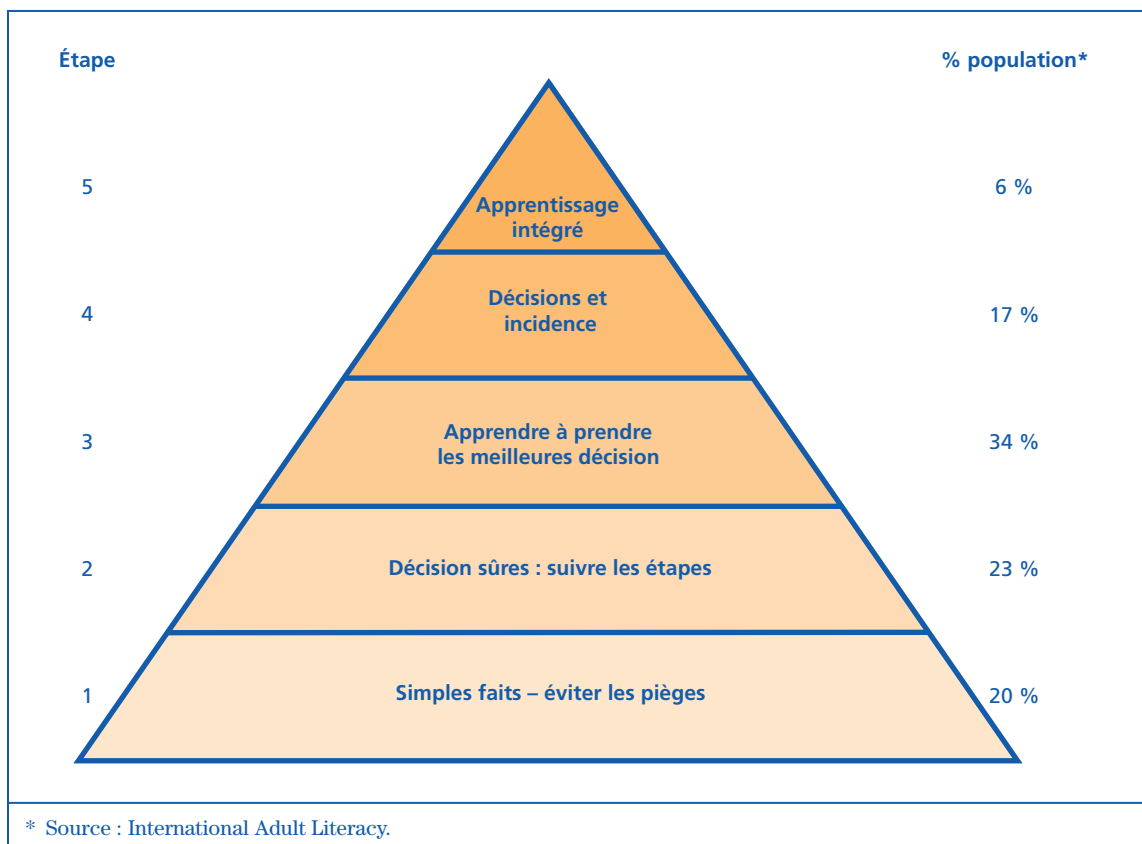 Étape
% population*
5
Apprentissage
intégré
6 %
4
Décisions et
incidence
17 %
3
Apprendre à prendre
les meilleures décision
34 %
2
Décision sûres : suivre les étapes
23 %
1
Simples faits – éviter les pièges
20 %
* Source : International Adult Literacy.